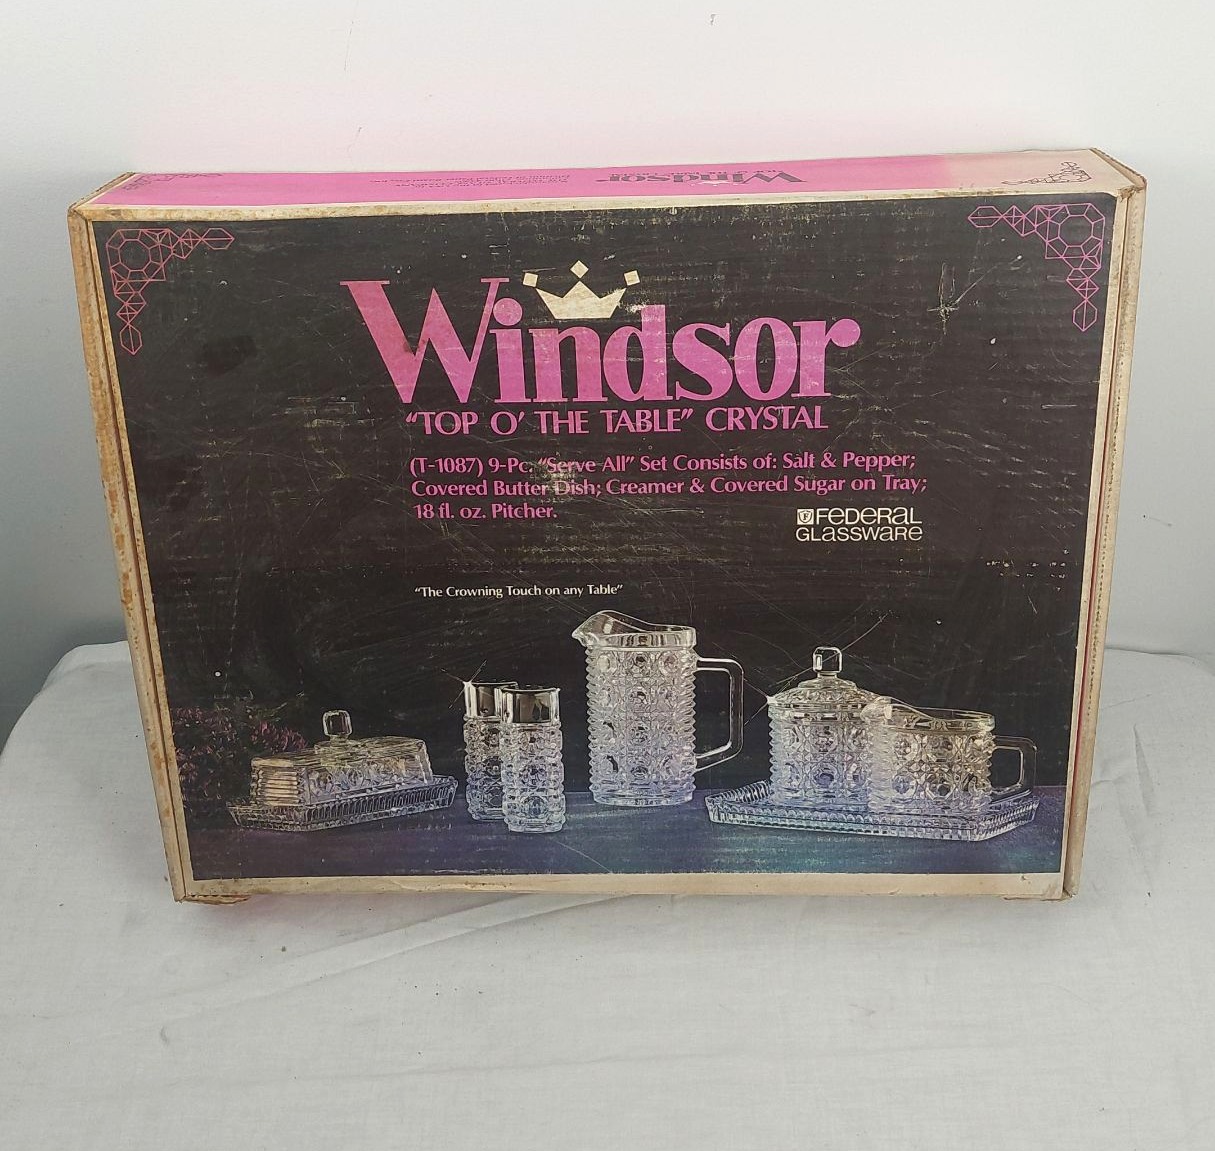 Windsor
Windsor
"TOP O' THE TABLE" CRYSTAL
(T-1087) 9-Pc. "Serve All" Set Consists of: Salt & Pepper;
Covered Butter Dish; Creamer & Covered Sugar on Tray;
18 fl. oz. Pitcher.
FEDERAL
GLASSWARE
"The Crowning Touch on any Table"